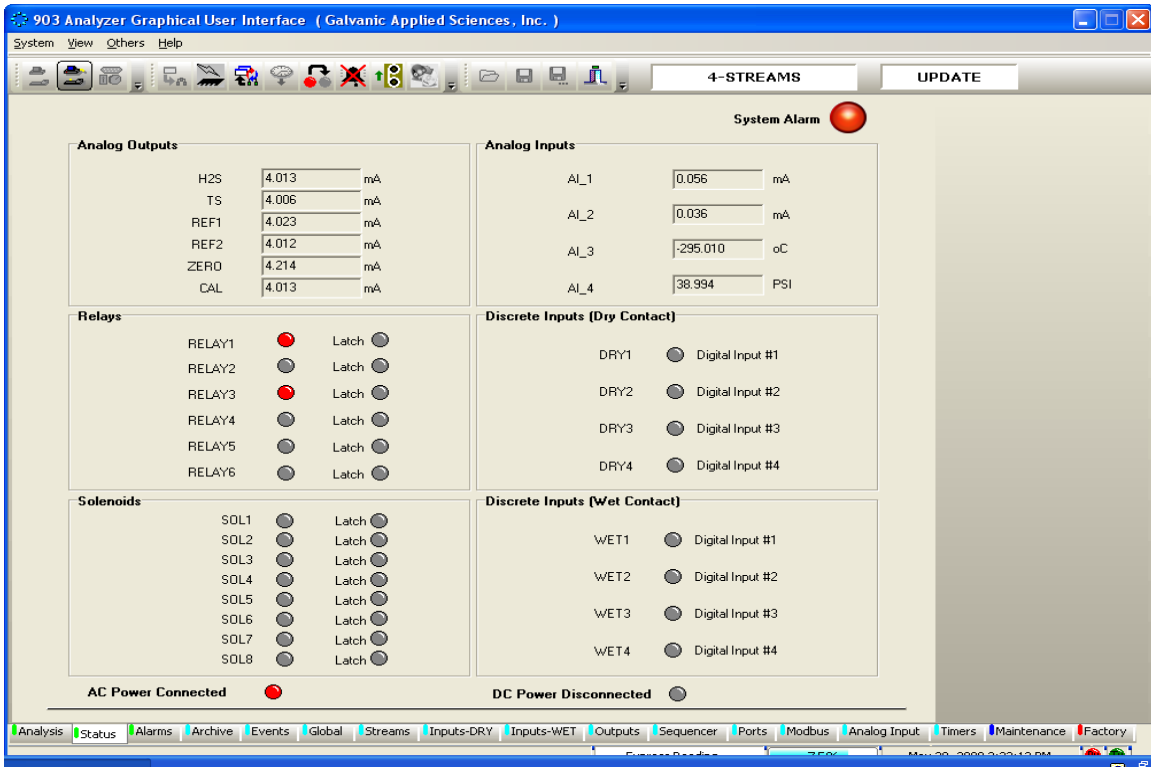 903 Analyzer Graphical User Interface ( Galvanic Applied Sciences, Inc. )
System View Others Help
4-STREAMS UPDATE
System Alarm
Analog Outputs
H2S 4.013 mA
TS 4.006 mA
REF1 4.023 mA
REF2 4.012 mA
ZERO 4.214 mA
CAL 4.013 mA
Analog Inputs
AI_1 0.056 mA
AI_2 0.036 mA
AI_3 -295.010 oC
AI_4 38.994 PSI
Relays
RELAY1 Latch
RELAY2 Latch
RELAY3 Latch
RELAY4 Latch
RELAY5 Latch
RELAY6 Latch
Discrete Inputs (Dry Contact)
DRY1 Digital Input #1
DRY2 Digital Input #2
DRY3 Digital Input #3
DRY4 Digital Input #4
Solenoids
SOL1 Latch
SOL2 Latch
SOL3 Latch
SOL4 Latch
SOL5 Latch
SOL6 Latch
SOL7 Latch
SOL8 Latch
Discrete Inputs (Wet Contact)
WET1 Digital Input #1
WET2 Digital Input #2
WET3 Digital Input #3
WET4 Digital Input #4
AC Power Connected
DC Power Disconnected
Analysis Status Alarms Archive Events Global Streams Inputs-DRY Inputs-WET Outputs Sequencer Ports Modbus Analog Input Timers Maintenance Factory